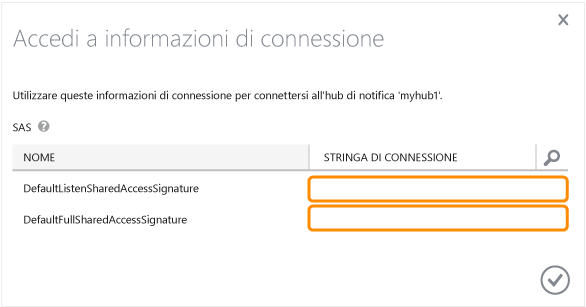 Accedi a informazioni di connessione
Utilizzare queste informazioni di connessione per connettersi all'hub di notifica 'myhub1'.
SAS ?
NOME STRINGA DI CONNESSIONE
DefaultListenSharedAccessSignature
DefaultFullSharedAccessSignature